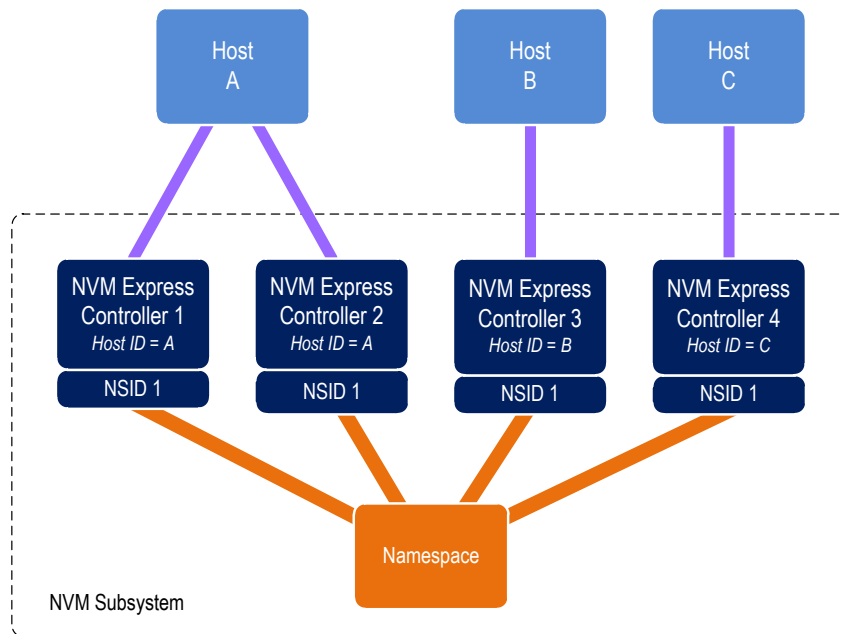 Host
A
Host
B
Host
C
NVM Express
Controller 1
Host ID = A
NSID 1
NVM Express
Controller 2
Host ID = A
NSID 1
NVM Express
Controller 3
Host ID = B
NSID 1
NVM Express
Controller 4
Host ID = C
NSID 1
Namespace
NVM Subsystem